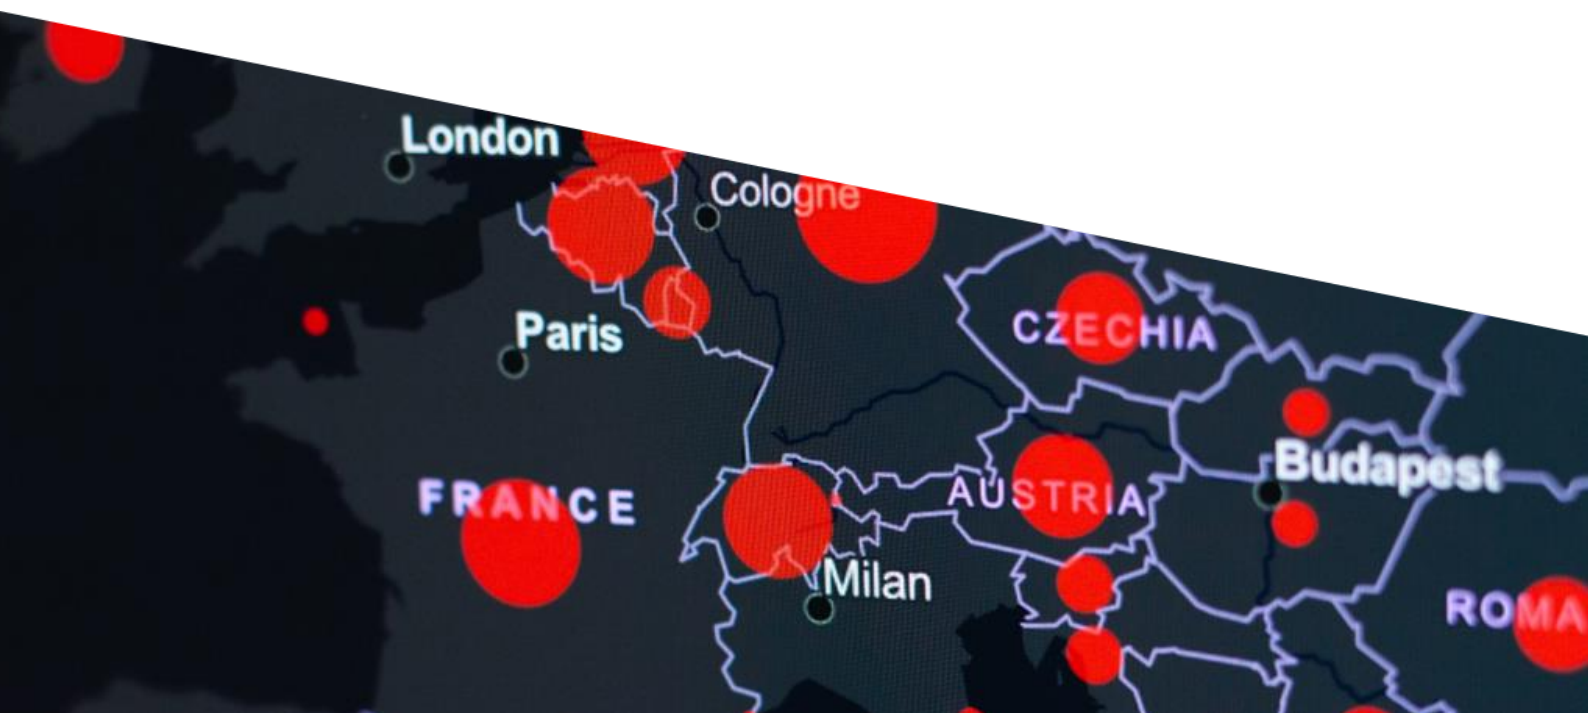 London
Cologne
CZECHIA
Paris
Budapest
FRANCE
AUSTRIA
Milan
ROMA